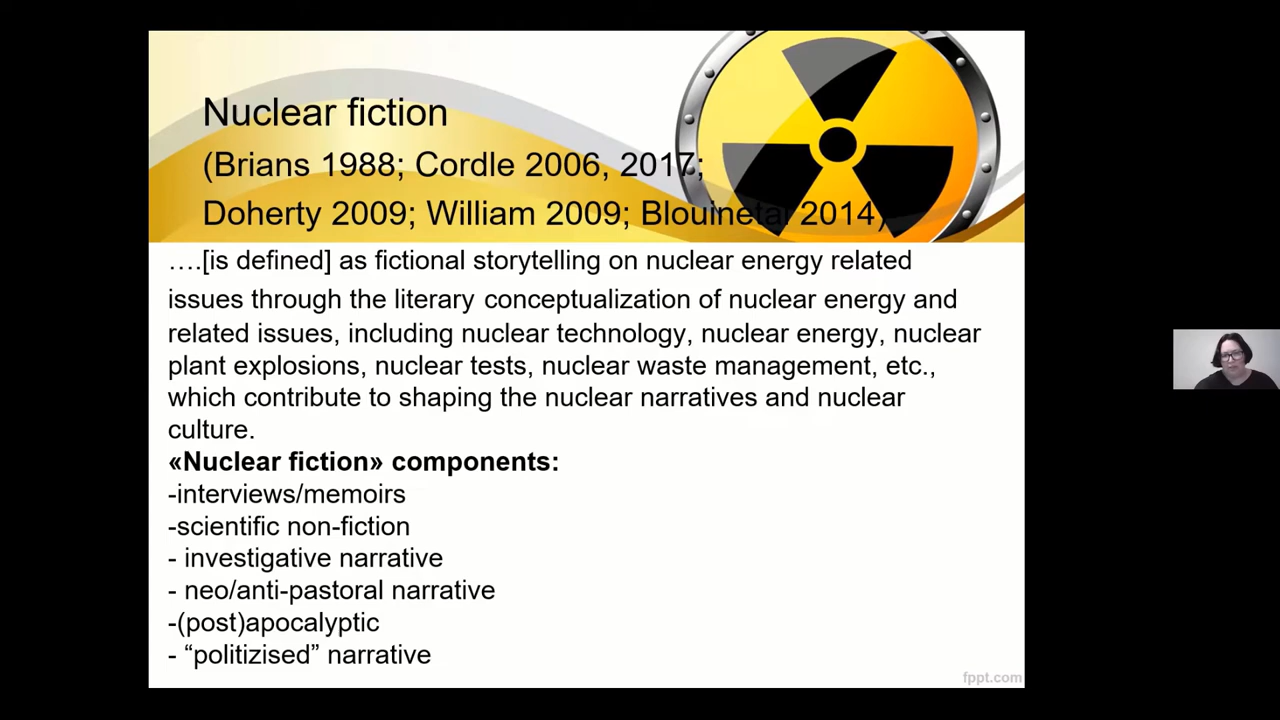 Nuclear fiction
(Brians 1988; Cordle 2006, 2017;
Doherty 2009; William 2009; Blouinetal 2014)
….[is defined] as fictional storytelling on nuclear energy related
issues through the literary conceptualization of nuclear energy and
related issues, including nuclear technology, nuclear energy, nuclear
plant explosions, nuclear tests, nuclear waste management, etc.,
which contribute to shaping the nuclear narratives and nuclear
culture.
«Nuclear fiction» components:
-interviews/memoirs
-scientific non-fiction
- investigative narrative
- neo/anti-pastoral narrative
-(post)apocalyptic
- “politizised” narrative
fppt.com